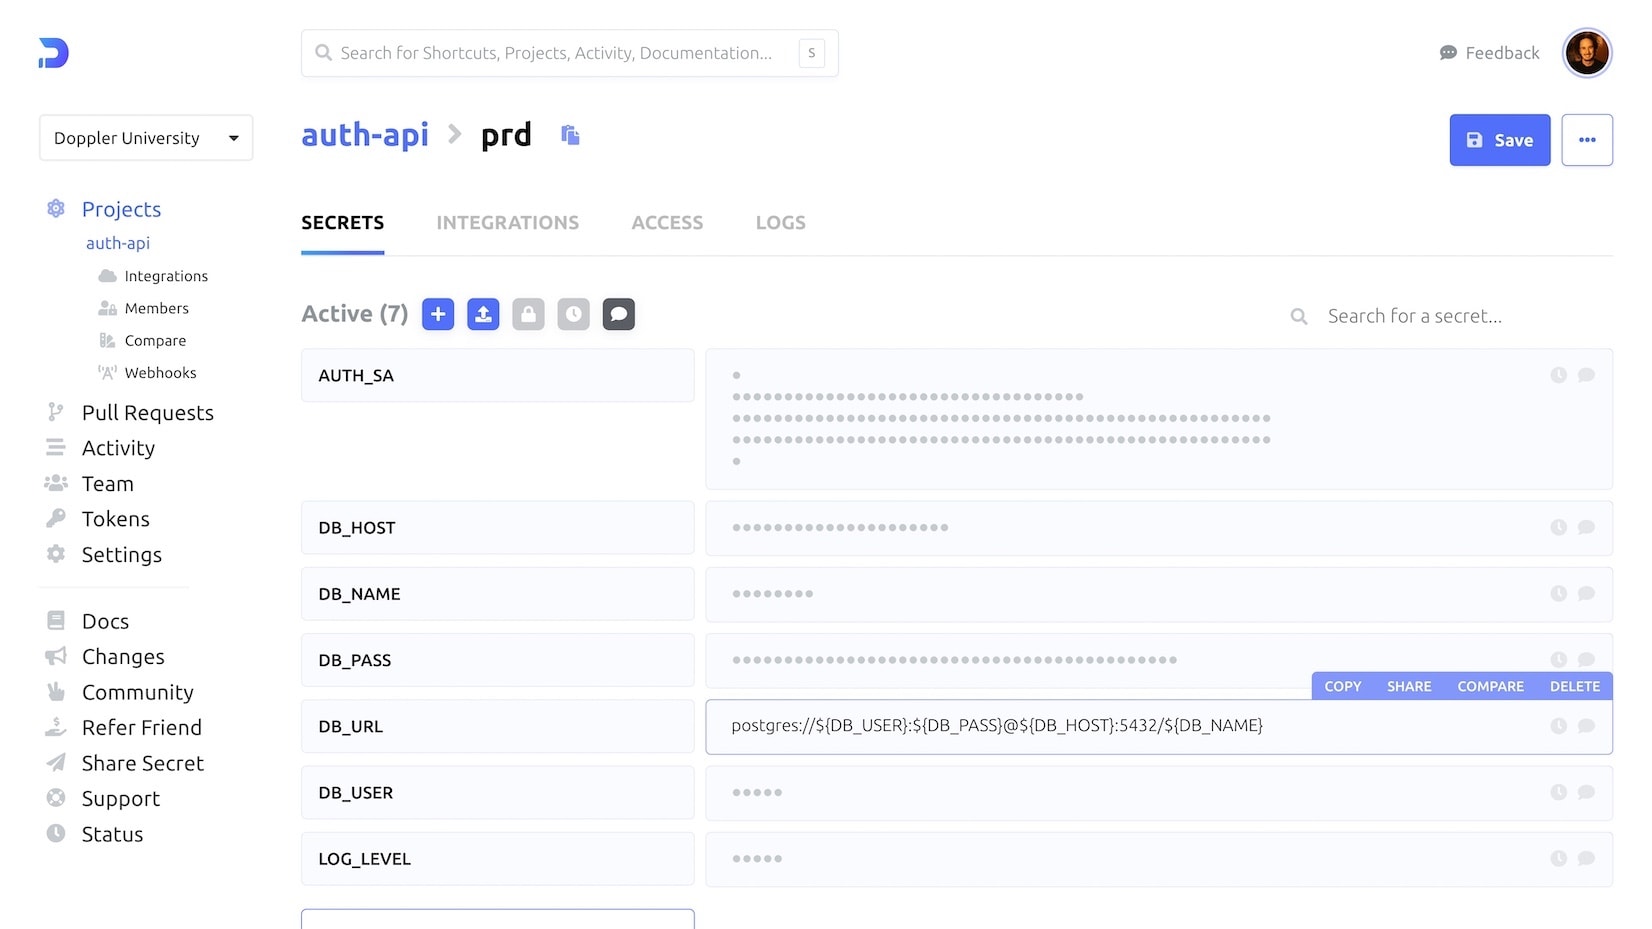 Search for Shortcuts, Projects, Activity, Documentation... S
Feedback
Doppler University
auth-api > prd
Save
Projects
auth-api
Integrations
Members
Compare
Webhooks
Pull Requests
Activity
Team
Tokens
Settings
Docs
Changes
Community
Refer Friend
Share Secret
Support
Status
SECRETS INTEGRATIONS ACCESS LOGS
Active (7)
Search for a secret...
AUTH_SA
DB_HOST
DB_NAME
DB_PASS
COPY SHARE COMPARE DELETE
DB_URL
postgres://${DB_USER}:${DB_PASS}@${DB_HOST}:5432/${DB_NAME}
DB_USER
LOG_LEVEL